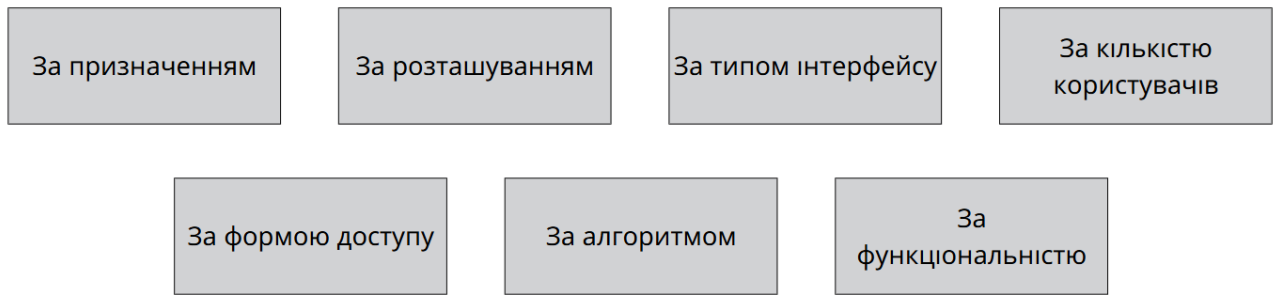 За призначенням
За розташуванням
За типом інтерфейсу
За кількістю
користувачів
За формою доступу
За алгоритмом
За
функціональністю